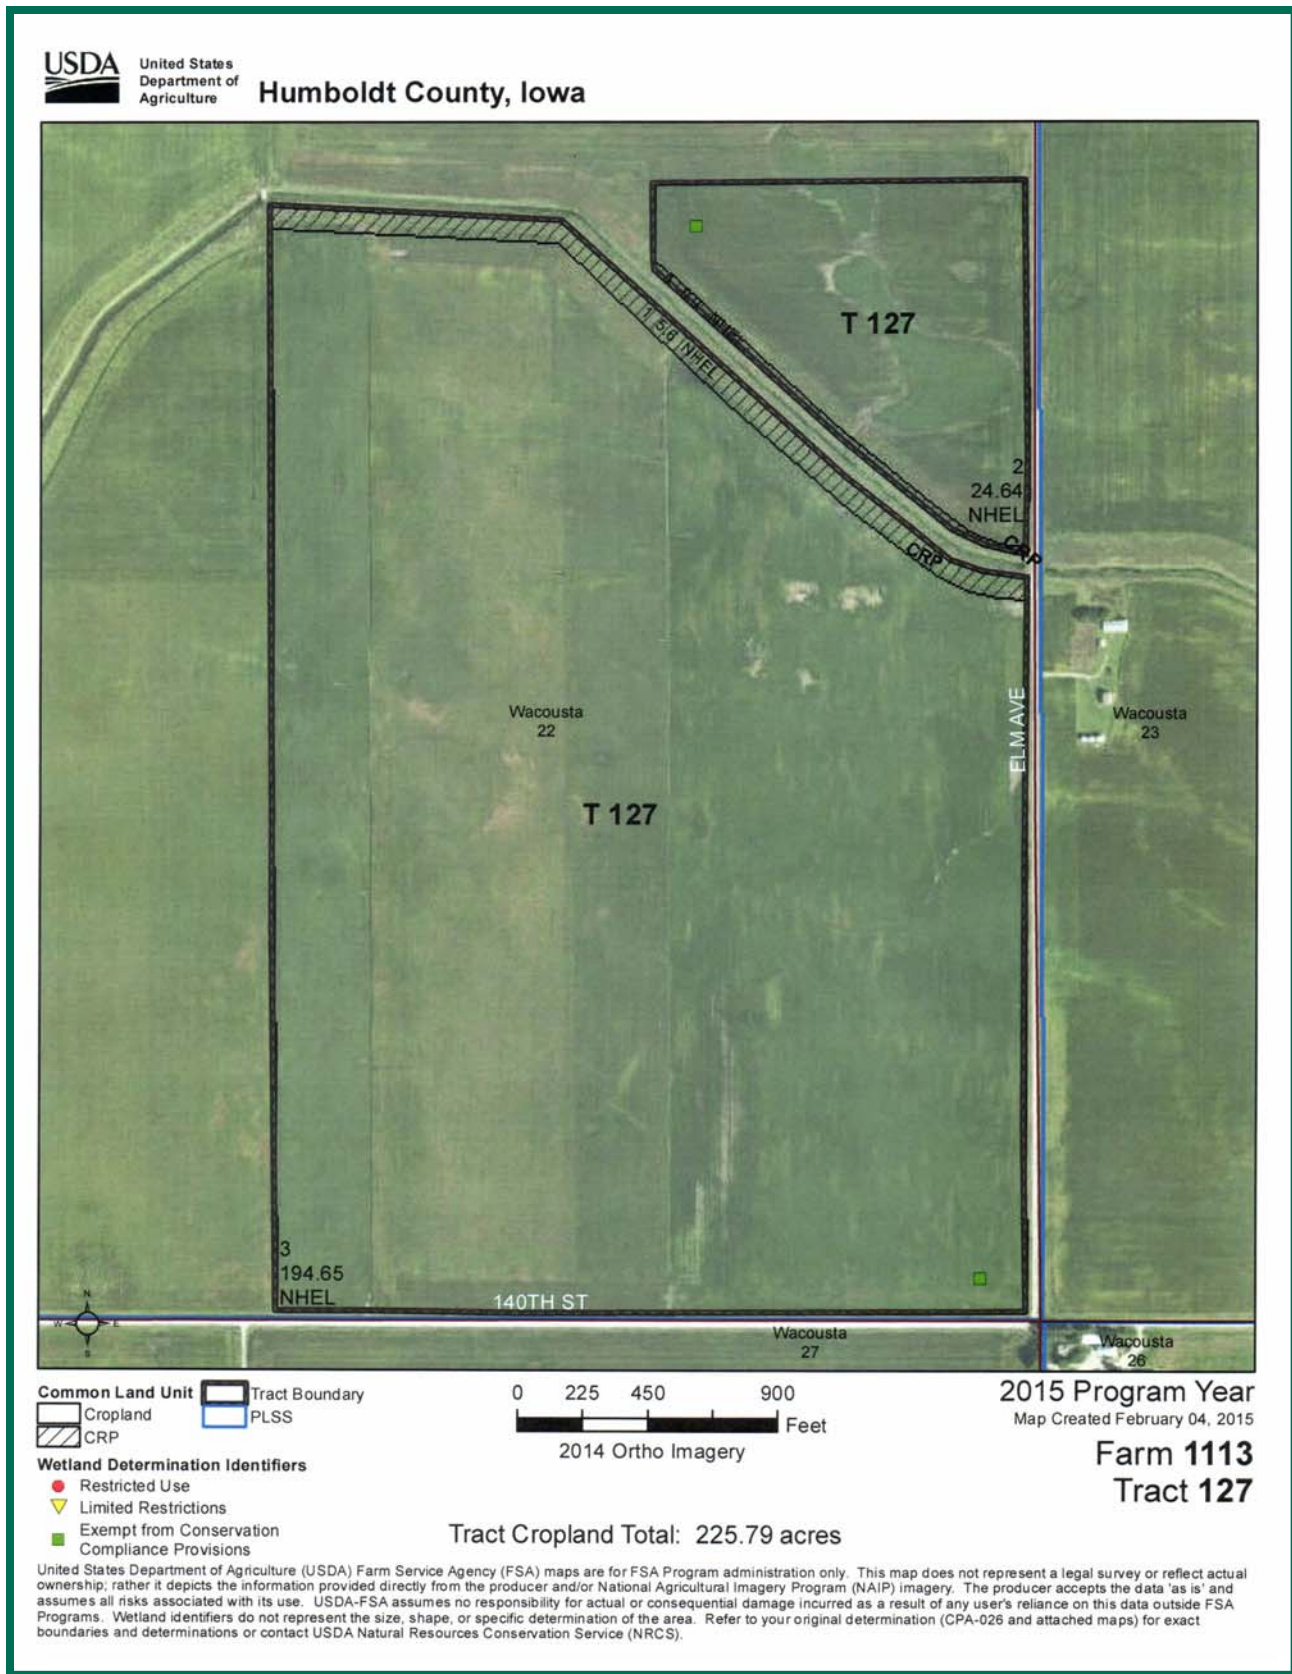 USDA
United States
Department of
Agriculture
Humboldt County, Iowa
T 127
1 5.6 NHEL
2
24.64
NHEL
CRP
CRP
ELM AVE
Wacousta
22
Wacousta
23
T 127
3
194.65
NHEL
140TH ST
N
W E
S
Wacousta
27
Wacousta
26
Common Land Unit
Cropland
CRP
Tract Boundary
PLSS
Wetland Determination Identifiers
Restricted Use
Limited Restrictions
Exempt from Conservation
Compliance Provisions
0 225 450 900
Feet
2014 Ortho Imagery
Tract Cropland Total: 225.79 acres
2015 Program Year
Map Created February 04, 2015
Farm 1113
Tract 127
United States Department of Agriculture (USDA) Farm Service Agency (FSA) maps are for FSA Program administration only. This map does not represent a legal survey or reflect actual
ownership; rather it depicts the information provided directly from the producer and/or National Agricultural Imagery Program (NAIP) imagery. The producer accepts the data 'as is' and
assumes all risks associated with its use. USDA-FSA assumes no responsibility for actual or consequential damage incurred as a result of any user's reliance on this data outside FSA
Programs. Wetland identifiers do not represent the size, shape, or specific determination of the area. Refer to your original determination (CPA-026 and attached maps) for exact
boundaries and determinations or contact USDA Natural Resources Conservation Service (NRCS).